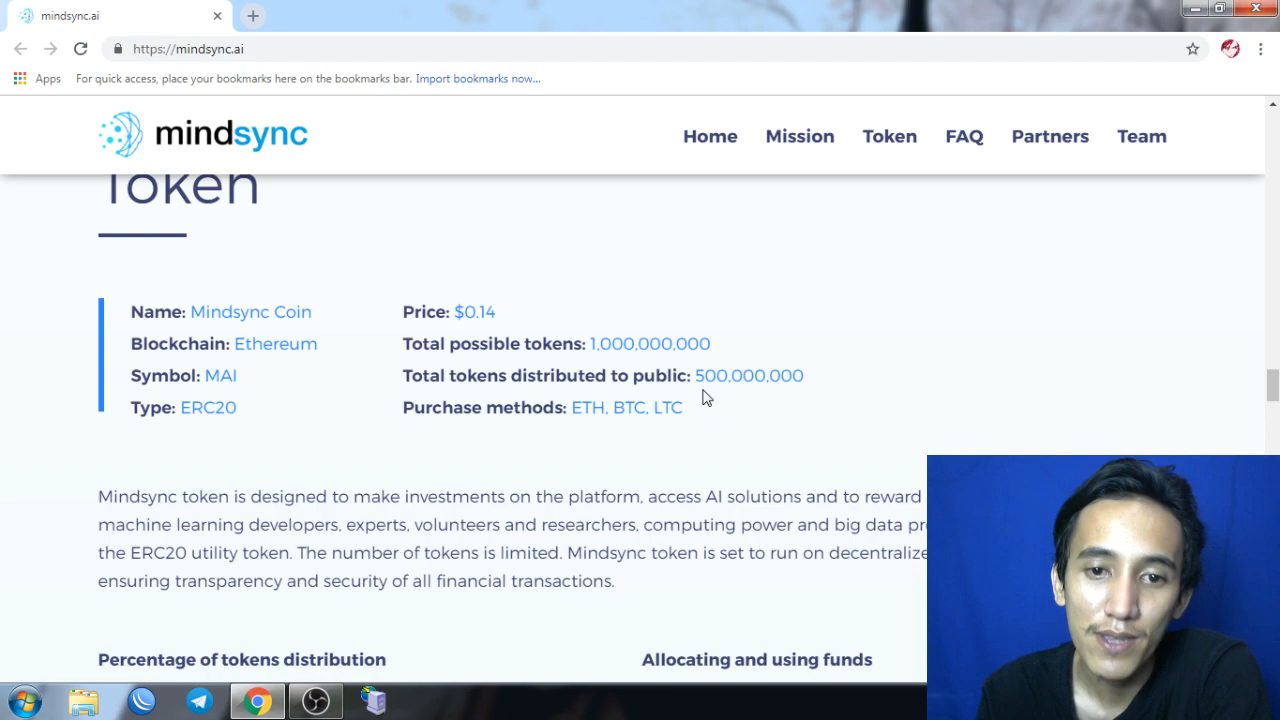 mindsync.ai
https://mindsync.ai
Apps For quick access, place your bookmarks here on the bookmarks bar. Import bookmarks now...
mindsync
Home Mission Token FAQ Partners Team
Token
Name: Mindsync Coin
Blockchain: Ethereum
Symbol: MAI
Type: ERC20
Price: $0.14
Total possible tokens: 1,000,000,000
Total tokens distributed to public: 500,000,000
Purchase methods: ETH, BTC, LTC
Mindsync token is designed to make investments on the platform, access AI solutions and to reward
machine learning developers, experts, volunteers and researchers, computing power and big data
the ERC20 utility token. The number of tokens is limited. Mindsync token is set to run on
ensuring transparency and security of all financial transactions.
Percentage of tokens distribution
Allocating and using funds